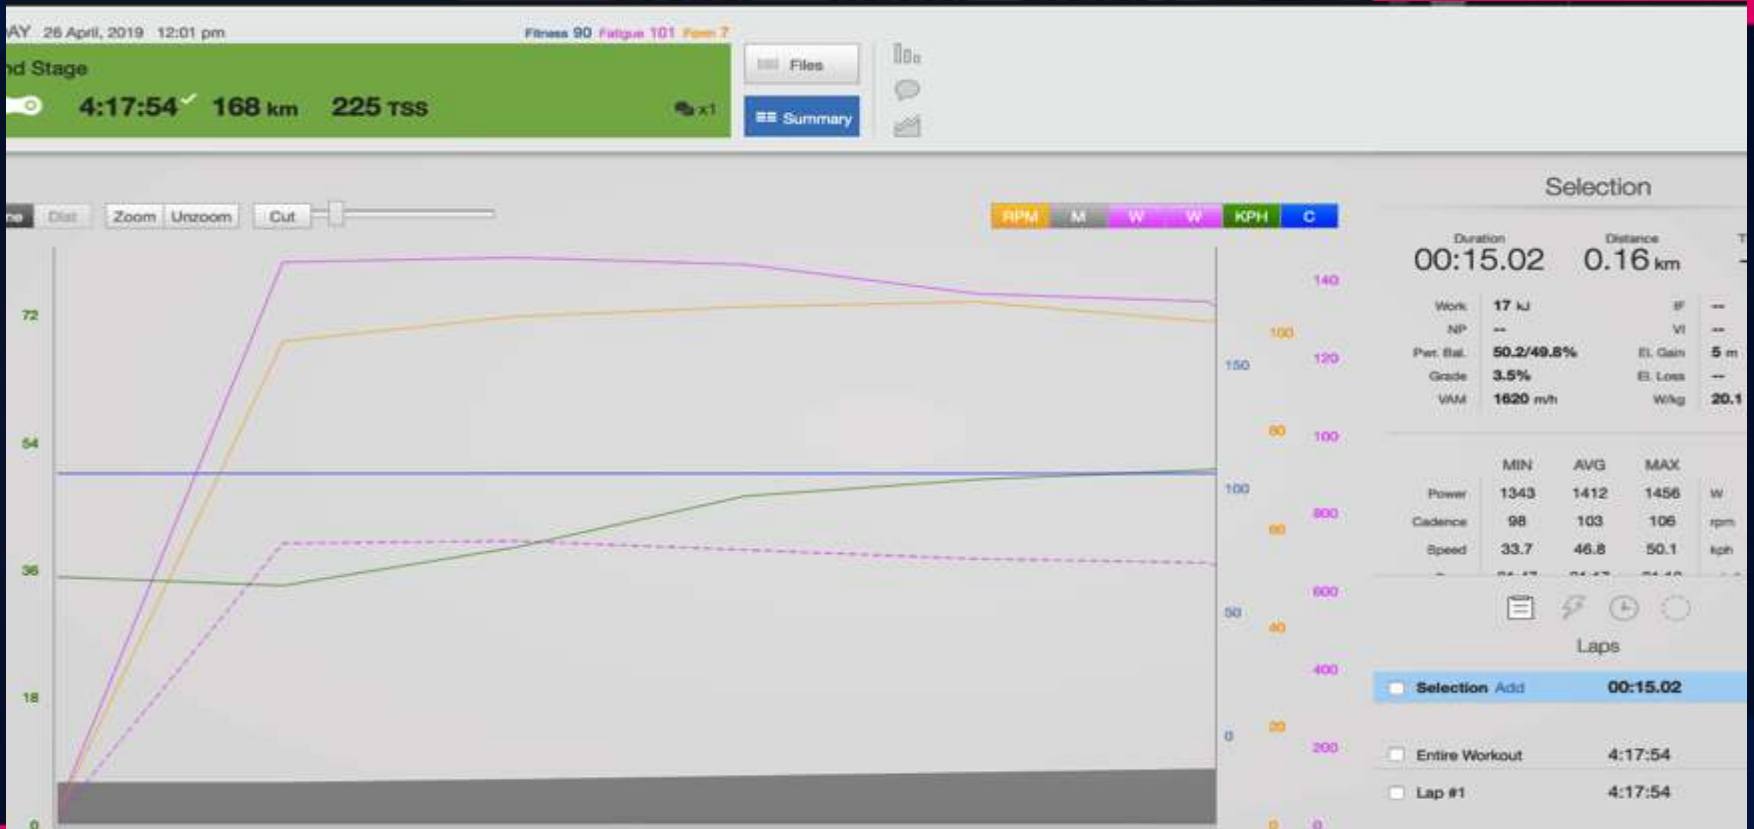 AY 26 April, 2019 12:01 pm
Fitness 90 Fatigue 101 Form 7
nd Stage
4:17:54 168 km 225 TSS
x1
Files
Summary
Dist Zoom Unzoom Cut
RPM M W W KPH C
72
54
36
18
0
150
100
50
0
100
80
60
40
20
0
140
120
100
800
600
400
200
0
Selection
Duration Distance T
00:15.02 0.16 km
Work 17 kJ IF --
NP -- VI --
Pwr. Bal. 50.2/49.8% El. Gain 5 m
Grade 3.5% El. Loss --
VAM 1620 m/h W/kg 20.1
MIN AVG MAX
Power 1343 1412 1456 W
Cadence 98 103 106 rpm
Speed 33.7 46.8 50.1 kph
Laps
Selection Add 00:15.02
Entire Workout 4:17:54
Lap #1 4:17:54